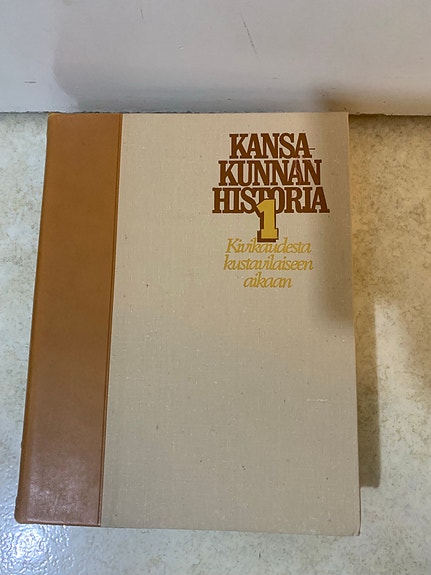 KANSA-
KUNNAN
HISTORIA
1
Kivikaudesta
kustavilaiseen
aikaan